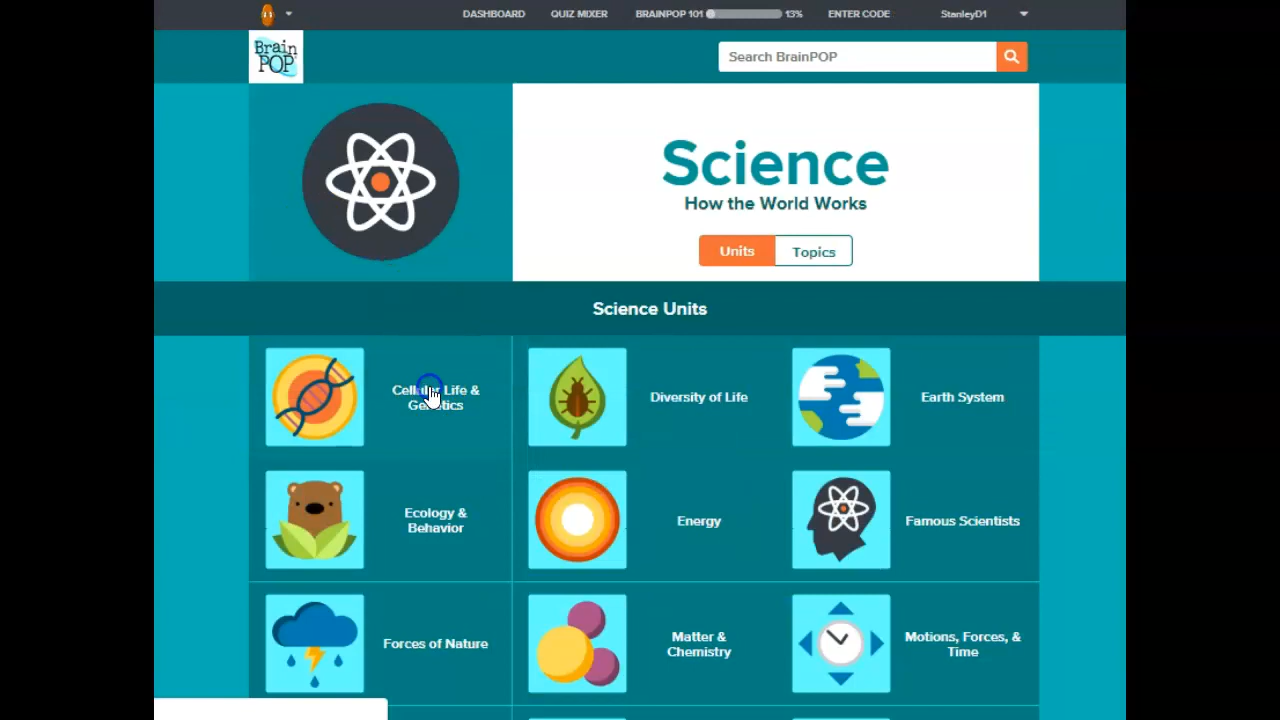 DASHBOARD QUIZ MIXER BRAINPOP 101 13% ENTER CODE StanleyD1
Brain
POP
Search BrainPOP
Science
How the World Works
Units Topics
Science Units
Cellular Life &
Genetics
Diversity of Life
Earth System
Ecology &
Behavior
Energy
Famous Scientists
Forces of Nature
Matter &
Chemistry
Motions, Forces, &
Time